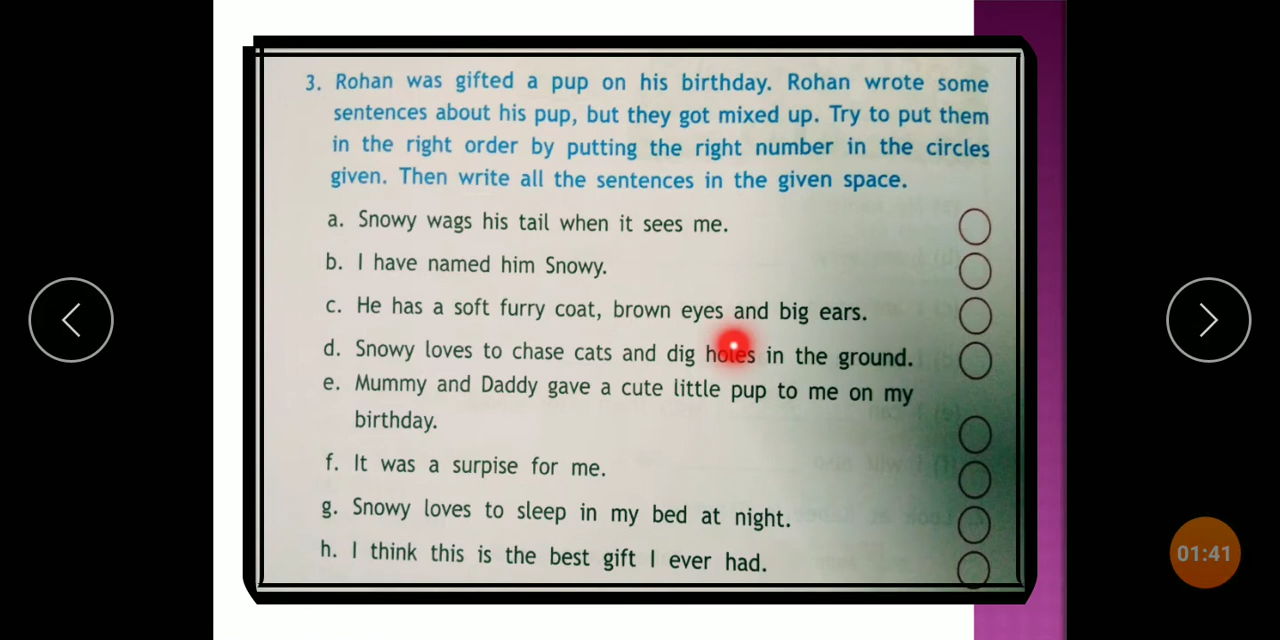 3. Rohan was gifted a pup on his birthday. Rohan wrote some
sentences about his pup, but they got mixed up. Try to put them
in the right order by putting the right number in the circles
given. Then write all the sentences in the given space.
a. Snowy wags his tail when it sees me.
b. I have named him Snowy.
c. He has a soft furry coat, brown eyes and big ears.
d. Snowy loves to chase cats and dig holes in the ground.
e. Mummy and Daddy gave a cute little pup to me on my
birthday.
f. It was a surpise for me.
g. Snowy loves to sleep in my bed at night.
h. I think this is the best gift I ever had.
01:41